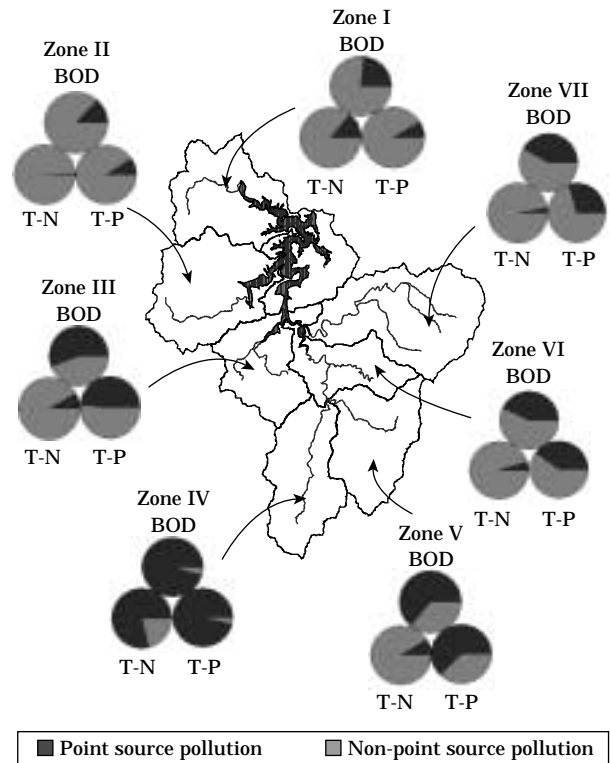 Zone I
BOD
T-N T-P
Zone II
BOD
T-N T-P
Zone VII
BOD
T-N T-P
Zone III
BOD
T-N T-P
Zone VI
BOD
T-N T-P
Zone IV
BOD
T-N T-P
Zone V
BOD
T-N T-P
Point source pollution Non-point source pollution